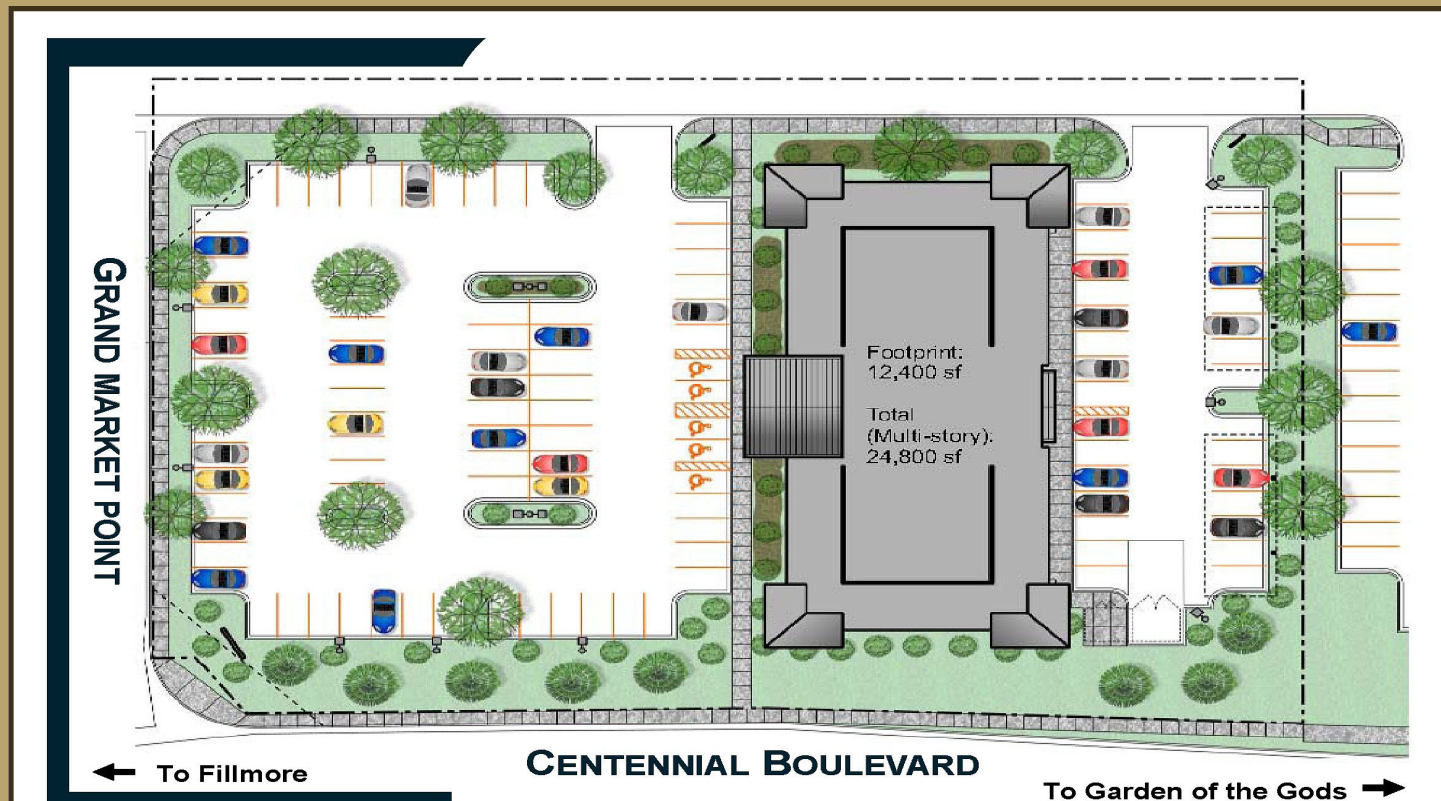 GRAND MARKET POINT
Footprint:
12,400 sf
Total
(Multi-story):
24,800 sf
CENTENNIAL BOULEVARD
To Fillmore
To Garden of the Gods